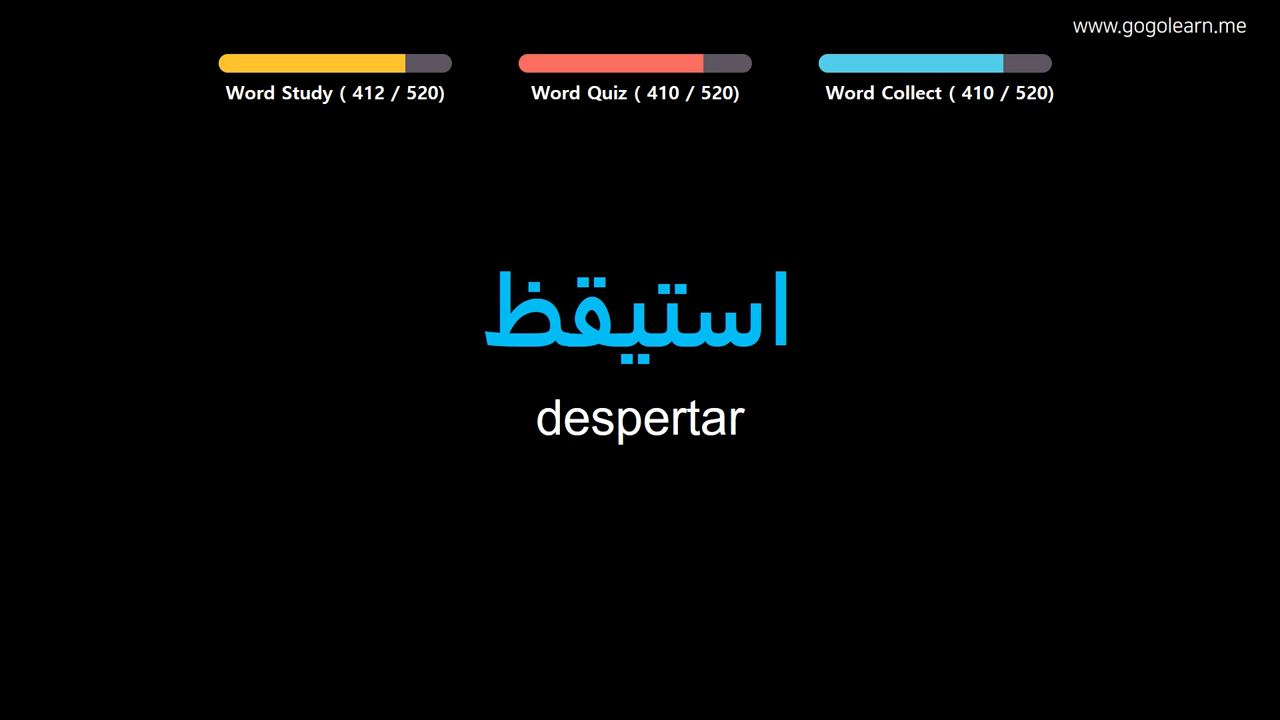 www.gogolearn.me
Word Study ( 412 / 520)
Word Quiz ( 410 / 520)
Word Collect ( 410 / 520)
استيقظ
despertar